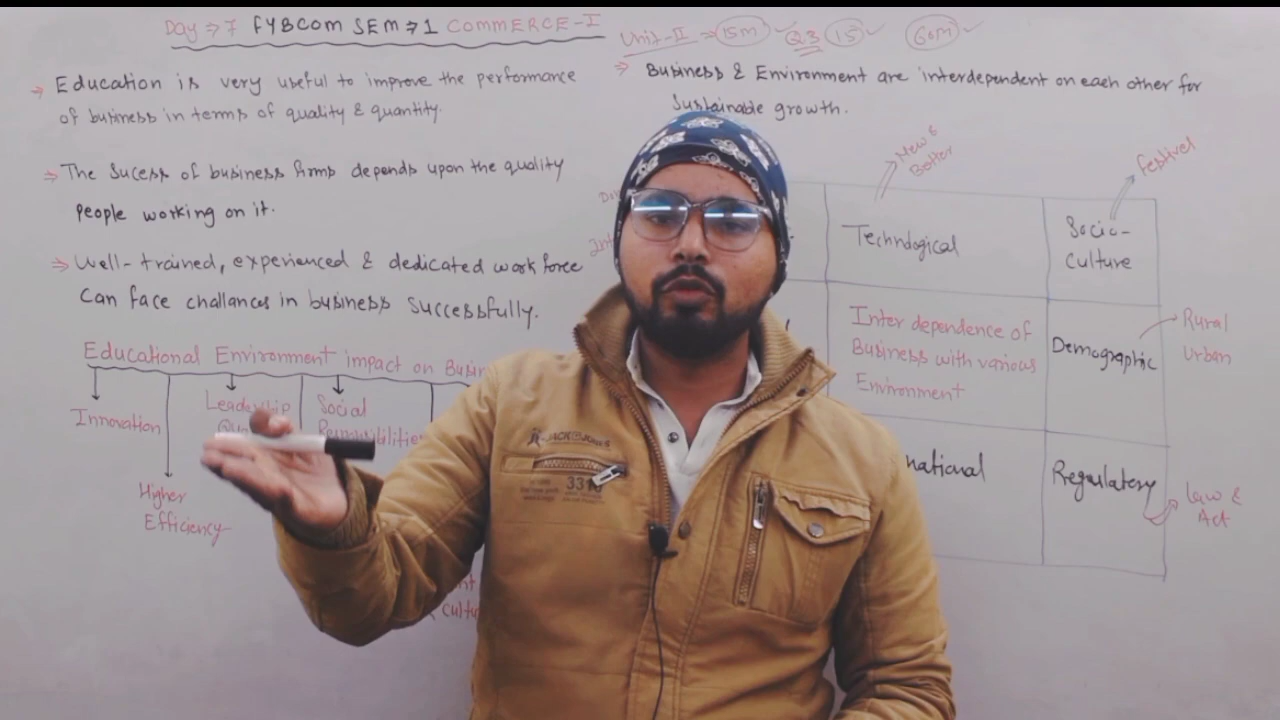 Day ⇒ 7 FYBCOM SEM ⇒ 1 COMMERCE-I
⇒ Education is very useful to improve the performance
of business in terms of quality & quantity.
⇒ The Sucess of business firms depends upon the quality
people working on it.
⇒ Well-trained, experienced & dedicated work force
Can face challances in business successfully.
Educational Environment impact on
Innovation
Leadership
Social
Higher
Efficiency
Unit-II ⇒ 15m Q3 15 60m
⇒ Business & Environment are interdependent on each other for
Sustainable growth.
New &
Better
Festivel
Technological
Socio-
Culture
Inter dependence of
Business with various
Environment
Demographic
Rural
Urban
national
Regulatory
Law &
Act
JACK & JONES